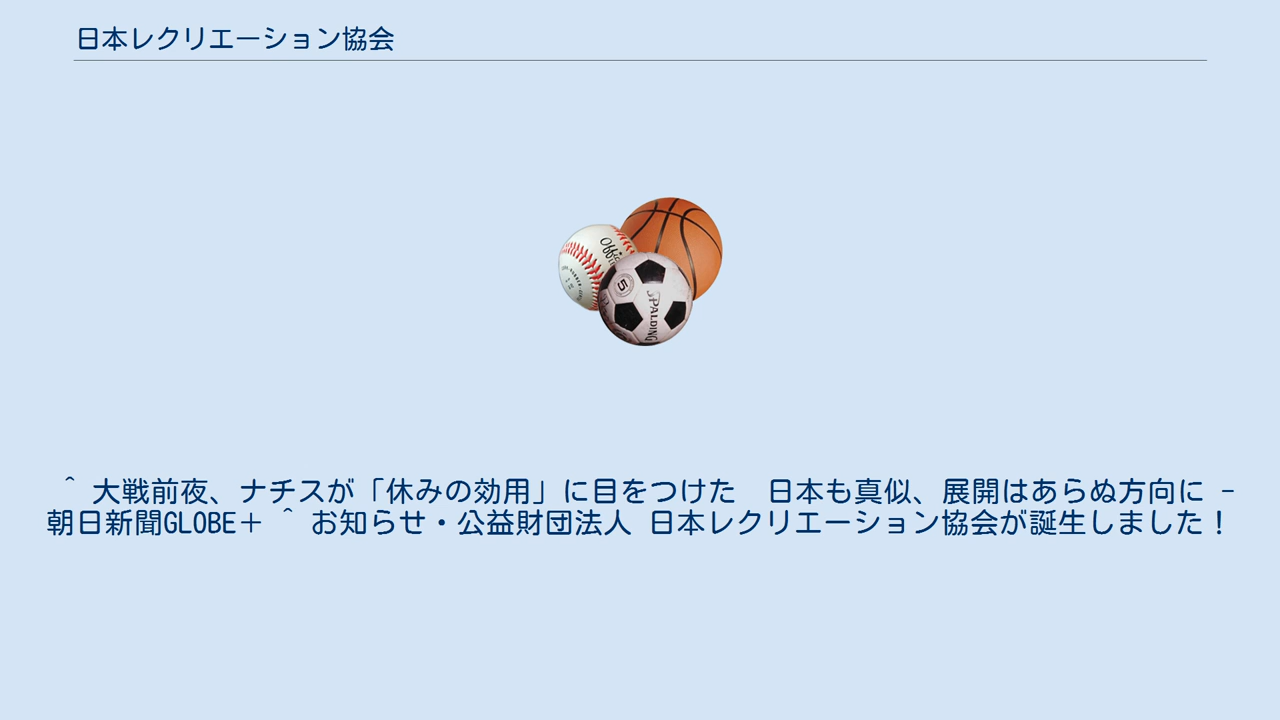 日本レクリエーション協会
Offici
5
SPALDING
＾ 大戦前夜、ナチスが「休みの効用」に目をつけた　日本も真似、展開はあらぬ方向に －
朝日新聞GLOBE＋ ＾ お知らせ・公益財団法人 日本レクリエーション協会が誕生しました！